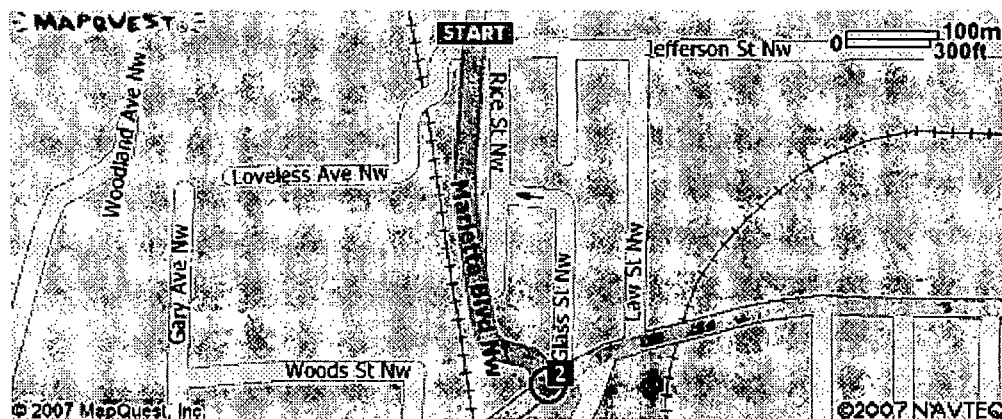 MAPQUEST
START
Jefferson St Nw
0 100m
300ft
Woodland Ave Nw
Rice St Nw
Loveless Ave Nw
Marietta Blvd Nw
Gary Ave Nw
Glass St Nw
Law St Nw
2
Woods St Nw
© 2007 MapQuest, Inc.
©2007 NAVTEQ